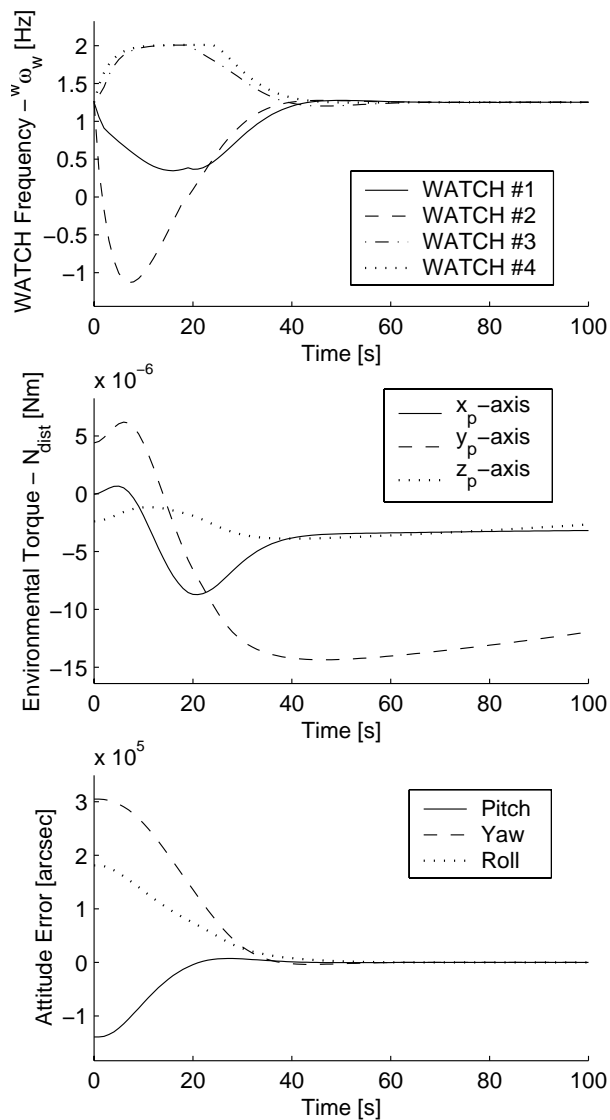 WATCH Frequency − ʷω_w [Hz]
2
1.5
1
0.5
0
−0.5
−1
WATCH #1
WATCH #2
WATCH #3
WATCH #4
0 20 40 60 80 100
Time [s]
x 10⁻⁶
Environmental Torque − N_dist [Nm]
5
0
−5
−10
−15
x_p−axis
y_p−axis
z_p−axis
0 20 40 60 80 100
Time [s]
x 10⁵
Attitude Error [arcsec]
3
2
1
0
−1
Pitch
Yaw
Roll
0 20 40 60 80 100
Time [s]